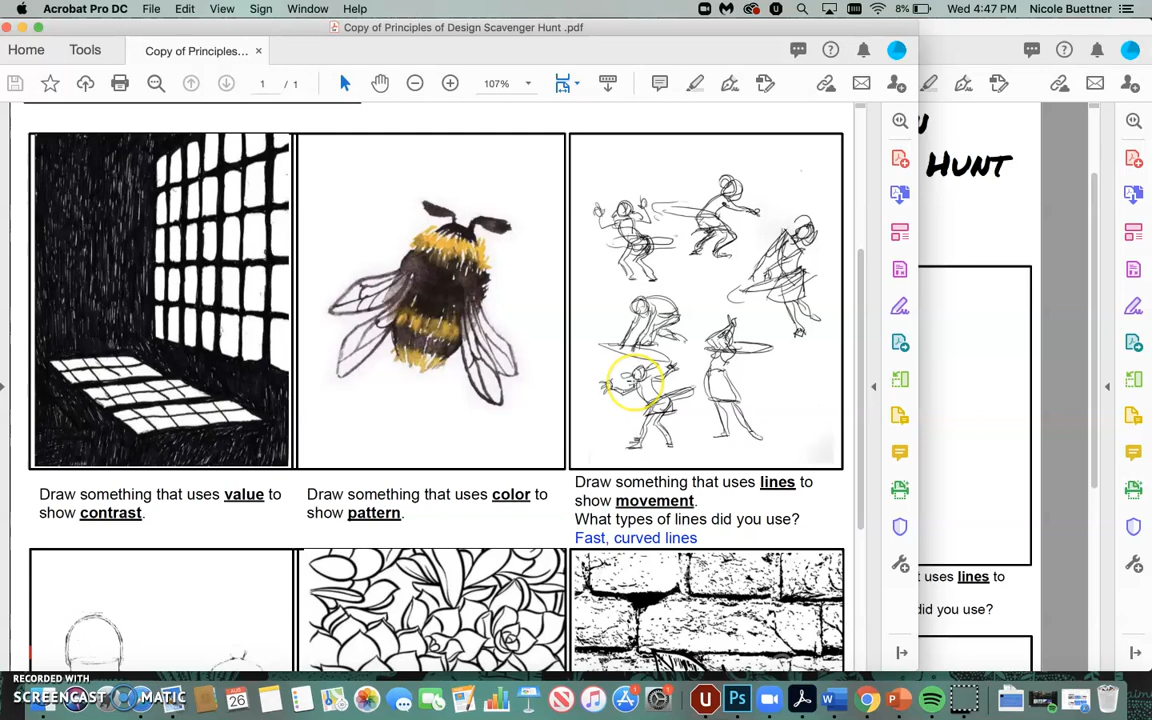 Acrobat Pro DC File Edit View Sign Window Help 8% Wed 4:47 PM Nicole Buettner
Copy of Principles of Design Scavenger Hunt .pdf
Home Tools Copy of Principles... ×
1 / 1 107%
HUNT
Draw something that uses value to
show contrast.
Draw something that uses color to
show pattern.
Draw something that uses lines to
show movement.
What types of lines did you use?
Fast, curved lines
t uses lines to
did you use?
RECORDED WITH
SCREENCAST MATIC
AUG
26